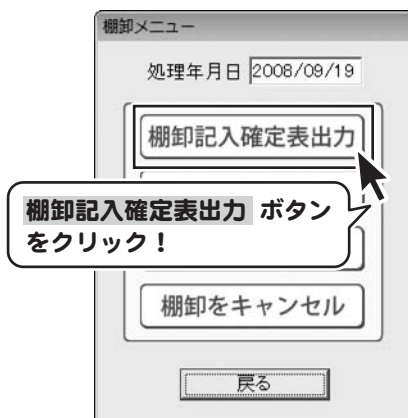 棚卸メニュー
処理年月日 2008/09/19
棚卸記入確定表出力
棚卸記入確定表出力 ボタン
をクリック！
棚卸をキャンセル
戻る